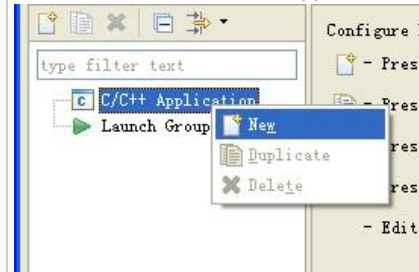 Configure
type filter text
- Pres
C/C++ Application
- Pres
Launch Group
New
Duplicate
res
Delete
res
- Edit